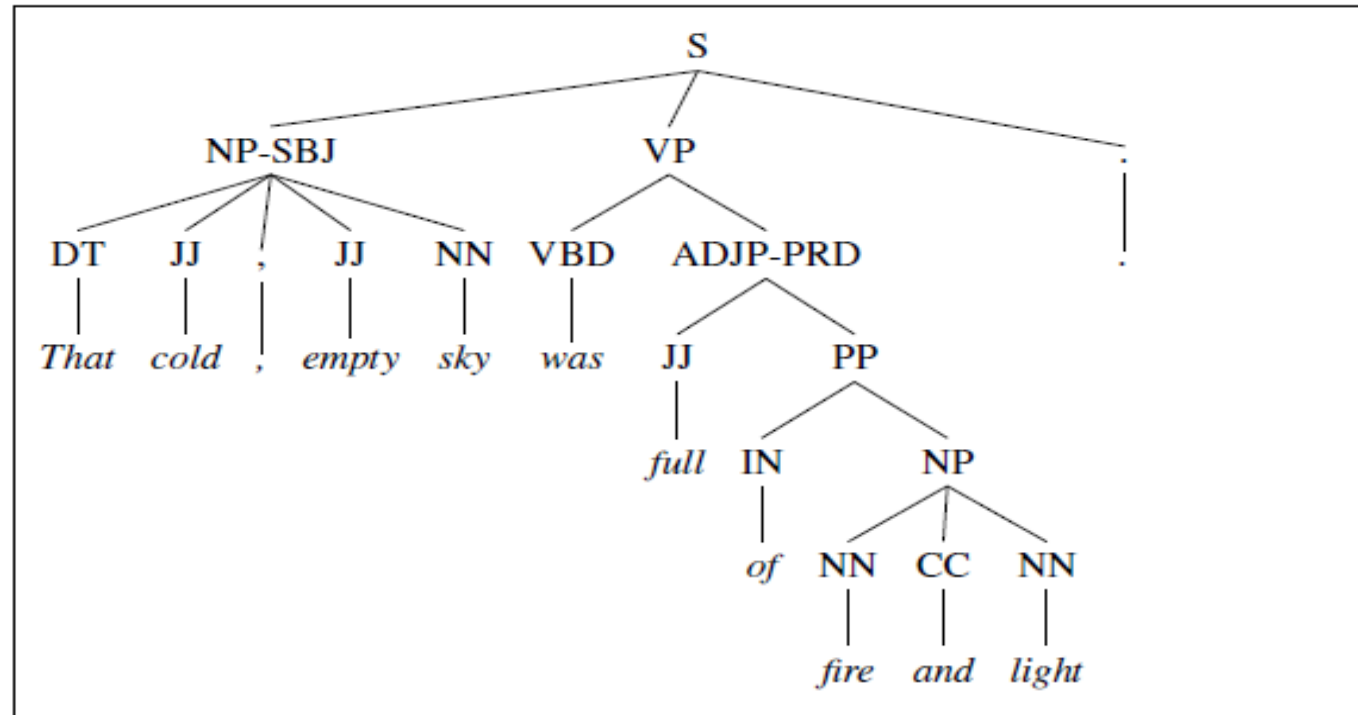 S
NP-SBJ VP .
DT JJ , JJ NN VBD ADJP-PRD .
That cold , empty sky was JJ PP
full IN NP
of NN CC NN
fire and light